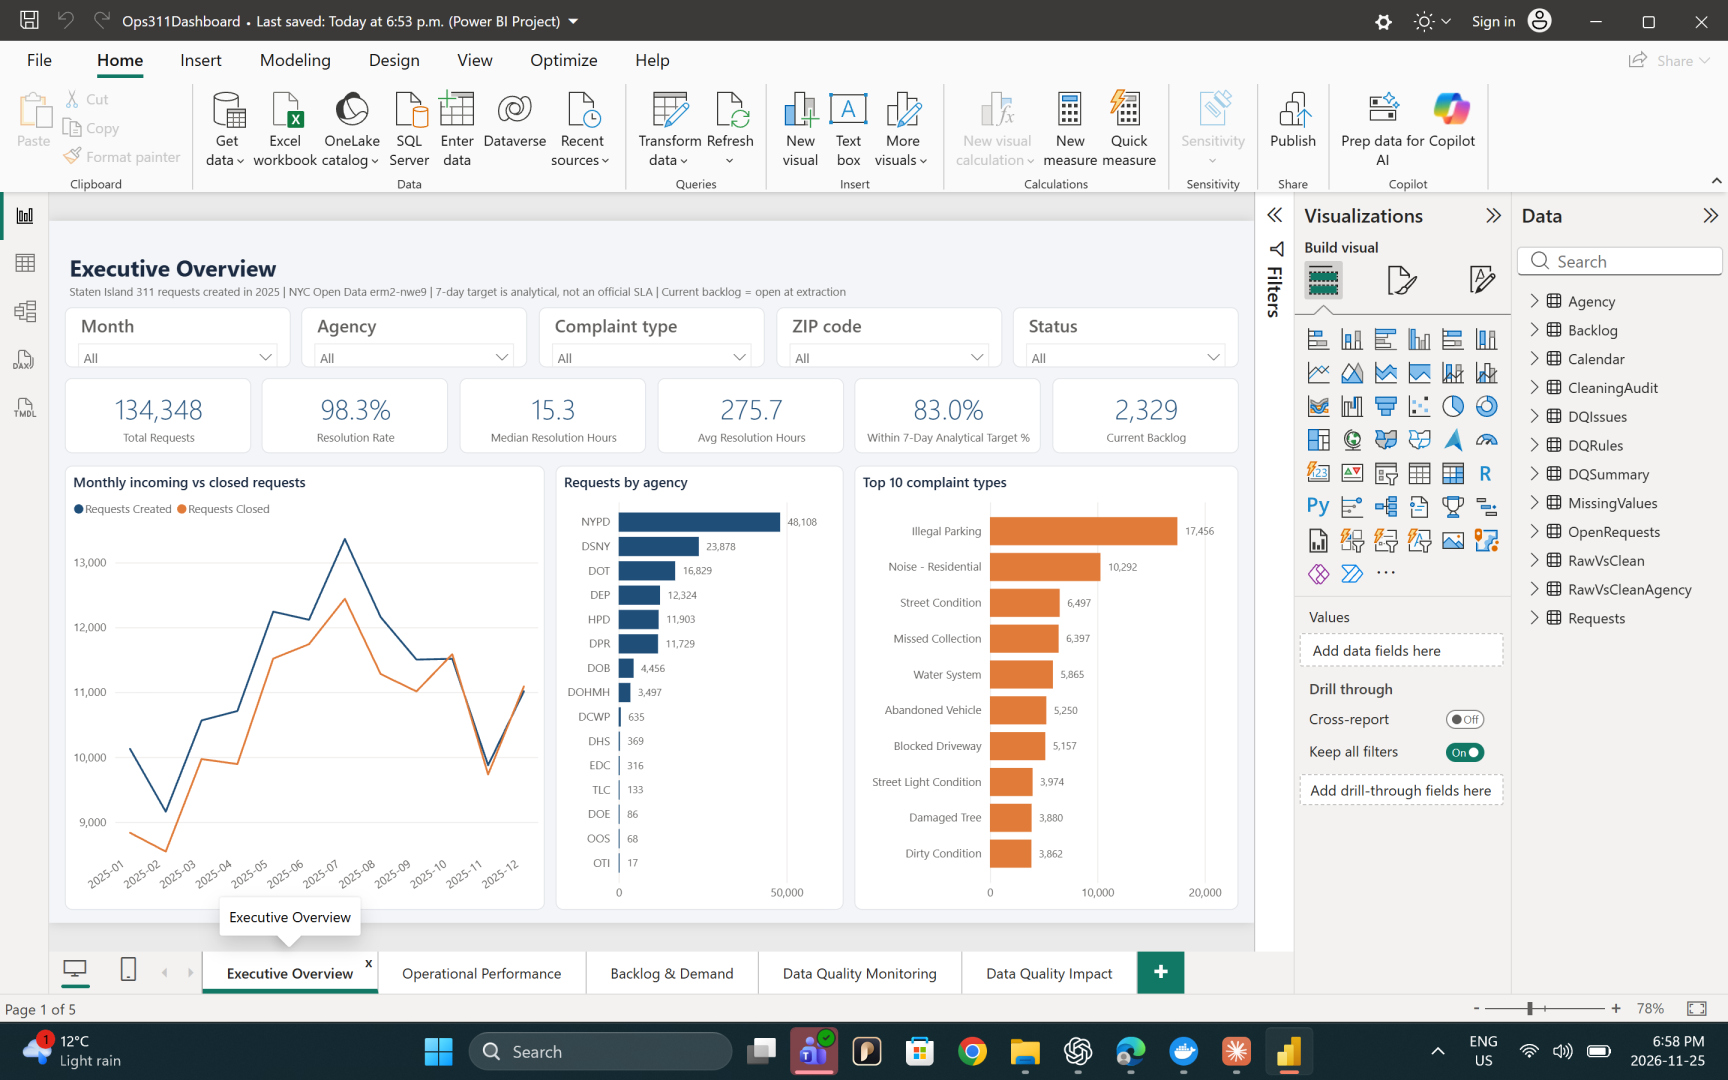 Ops311Dashboard • Last saved: Today at 6:53 p.m. (Power BI Project)
Sign in
File Home Insert Modeling Design View Optimize Help
Share
Paste
Cut
Copy
Format painter
Clipboard
Get data
Excel workbook
OneLake catalog
SQL Server
Enter data
Dataverse
Recent sources
Data
Transform data
Refresh
Queries
New visual
Text box
More visuals
Insert
New visual calculation
New measure
Quick measure
Calculations
Sensitivity
Sensitivity
Publish
Share
Prep data for AI
Copilot
Copilot
DAX
TMDL
Executive Overview
Staten Island 311 requests created in 2025 | NYC Open Data erm2-nwe9 | 7-day target is analytical, not an official SLA | Current backlog = open at extraction
Month
All
Agency
All
Complaint type
All
ZIP code
All
Status
All
134,348
Total Requests
98.3%
Resolution Rate
15.3
Median Resolution Hours
275.7
Avg Resolution Hours
83.0%
Within 7-Day Analytical Target %
2,329
Current Backlog
Monthly incoming vs closed requests
Requests Created Requests Closed
13,000
12,000
11,000
10,000
9,000
2025-01 2025-02 2025-03 2025-04 2025-05 2025-06 2025-07 2025-08 2025-09 2025-10 2025-11 2025-12
Requests by agency
NYPD 48,108
DSNY 23,878
DOT 16,829
DEP 12,324
HPD 11,903
DPR 11,729
DOB 4,456
DOHMH 3,497
DCWP 635
DHS 369
EDC 316
TLC 133
DOE 86
OOS 68
OTI 17
0 50,000
Top 10 complaint types
Illegal Parking 17,456
Noise - Residential 10,292
Street Condition 6,497
Missed Collection 6,397
Water System 5,865
Abandoned Vehicle 5,250
Blocked Driveway 5,157
Street Light Condition 3,974
Damaged Tree 3,880
Dirty Condition 3,862
0 10,000 20,000
Filters
Visualizations
Build visual
123
R
Py
Values
Add data fields here
Drill through
Cross-report Off
Keep all filters On
Add drill-through fields here
Data
Search
Agency
Backlog
Calendar
CleaningAudit
DQIssues
DQRules
DQSummary
MissingValues
OpenRequests
RawVsClean
RawVsCleanAgency
Requests
Executive Overview
Executive Overview x
Operational Performance
Backlog & Demand
Data Quality Monitoring
Data Quality Impact
+
Page 1 of 5
- + 78%
1
12°C
Light rain
Search
ENG
US
6:58 PM
2026-11-25